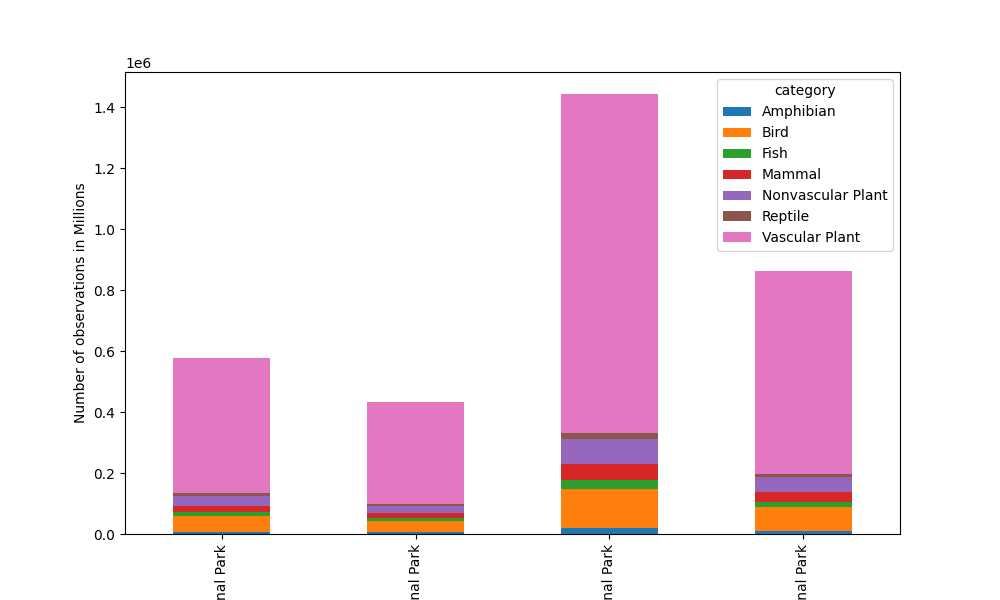 1e6
1.4
1.2
1.0
0.8
0.6
0.4
0.2
0.0
Number of observations in Millions
category
Amphibian
Bird
Fish
Mammal
Nonvascular Plant
Reptile
Vascular Plant
nal Park
nal Park
nal Park
nal Park